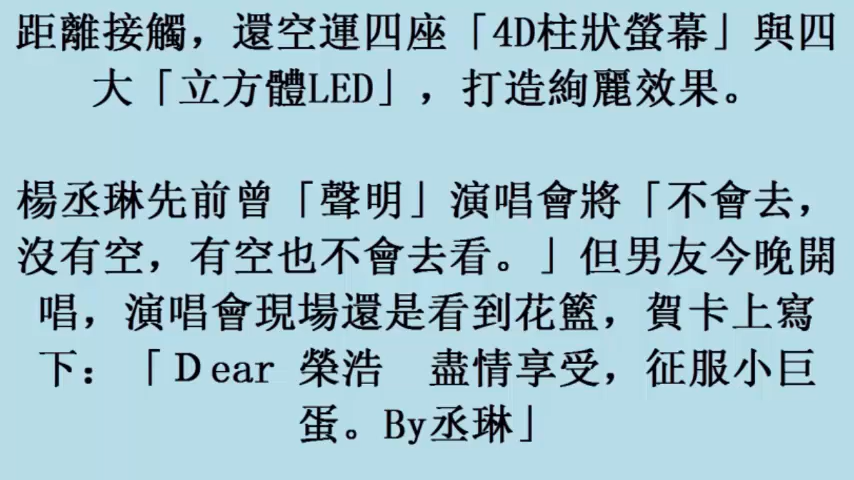 距離接觸，還空運四座「4D柱狀螢幕」與四
大「立方體LED」，打造絢麗效果。
楊丞琳先前曾「聲明」演唱會將「不會去，
沒有空，有空也不會去看。」但男友今晚開
唱，演唱會現場還是看到花籃，賀卡上寫
下：「Dear 榮浩　盡情享受，征服小巨
蛋。By丞琳」